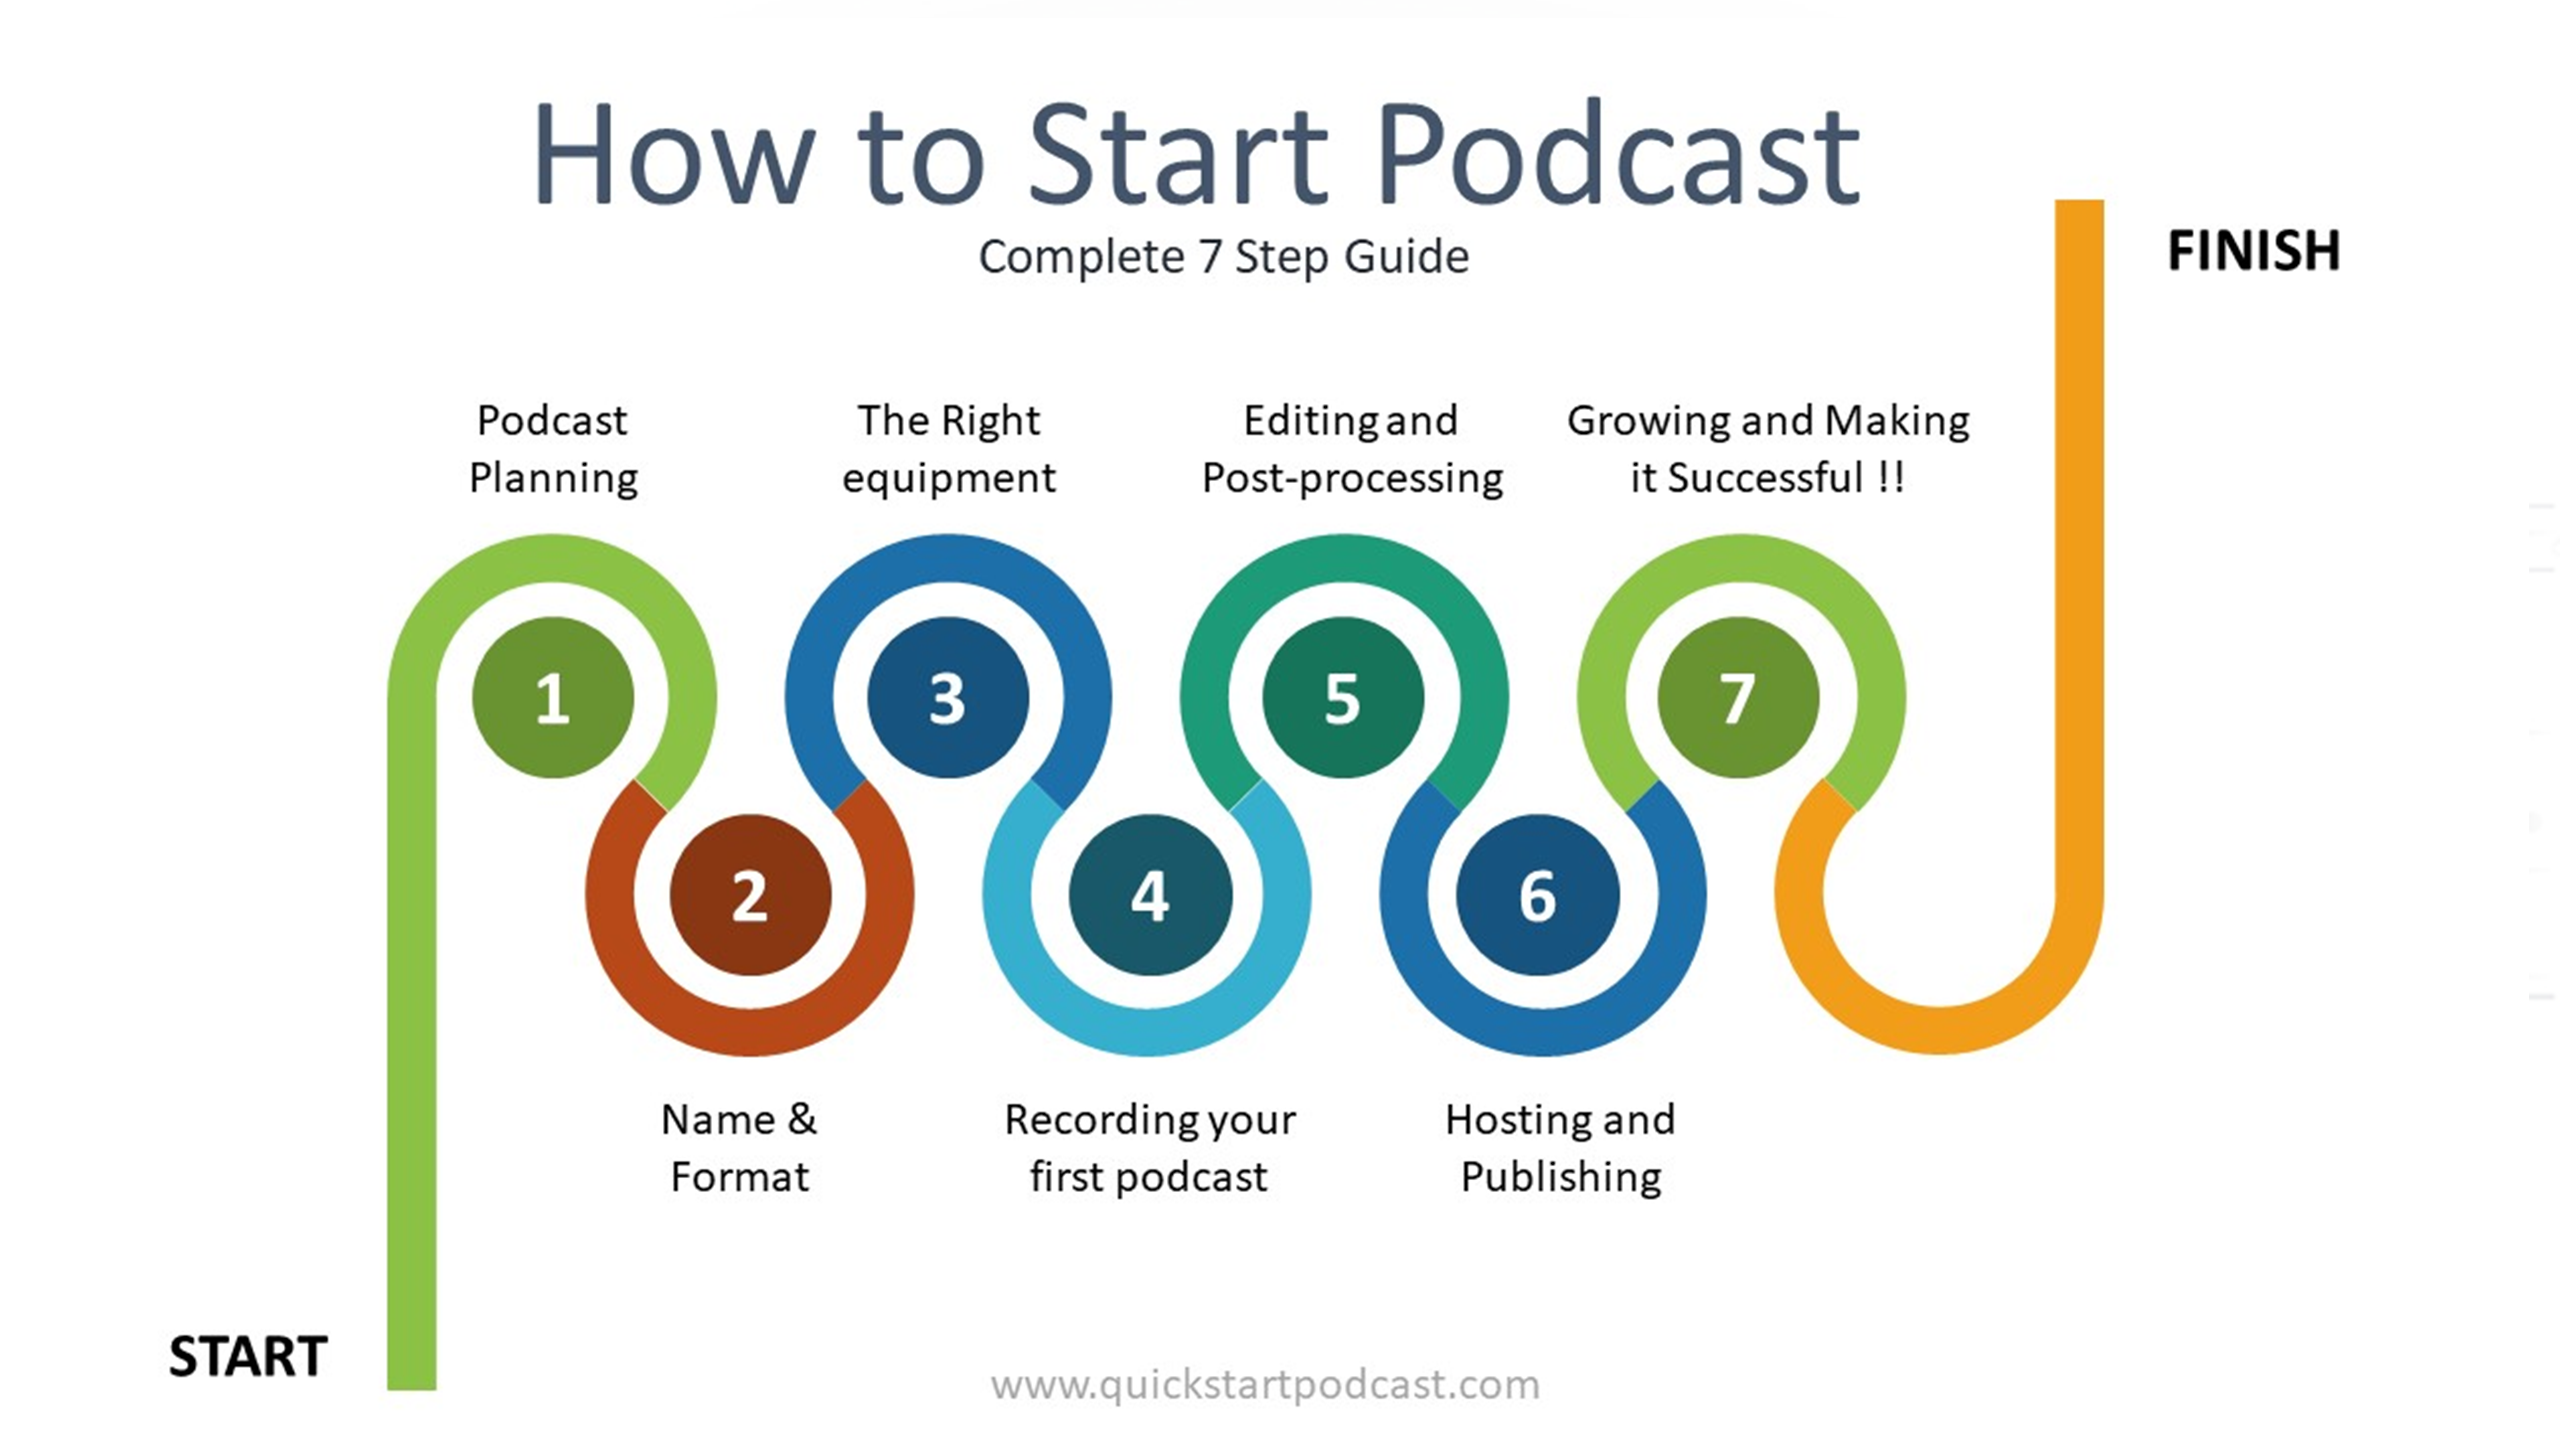 How to Start Podcast
Complete 7 Step Guide
FINISH
Podcast
Planning
The Right
equipment
Editing and
Post-processing
Growing and Making
it Successful !!
1
3
5
7
2
4
6
Name &
Format
Recording your
first podcast
Hosting and
Publishing
START
www.quickstartpodcast.com